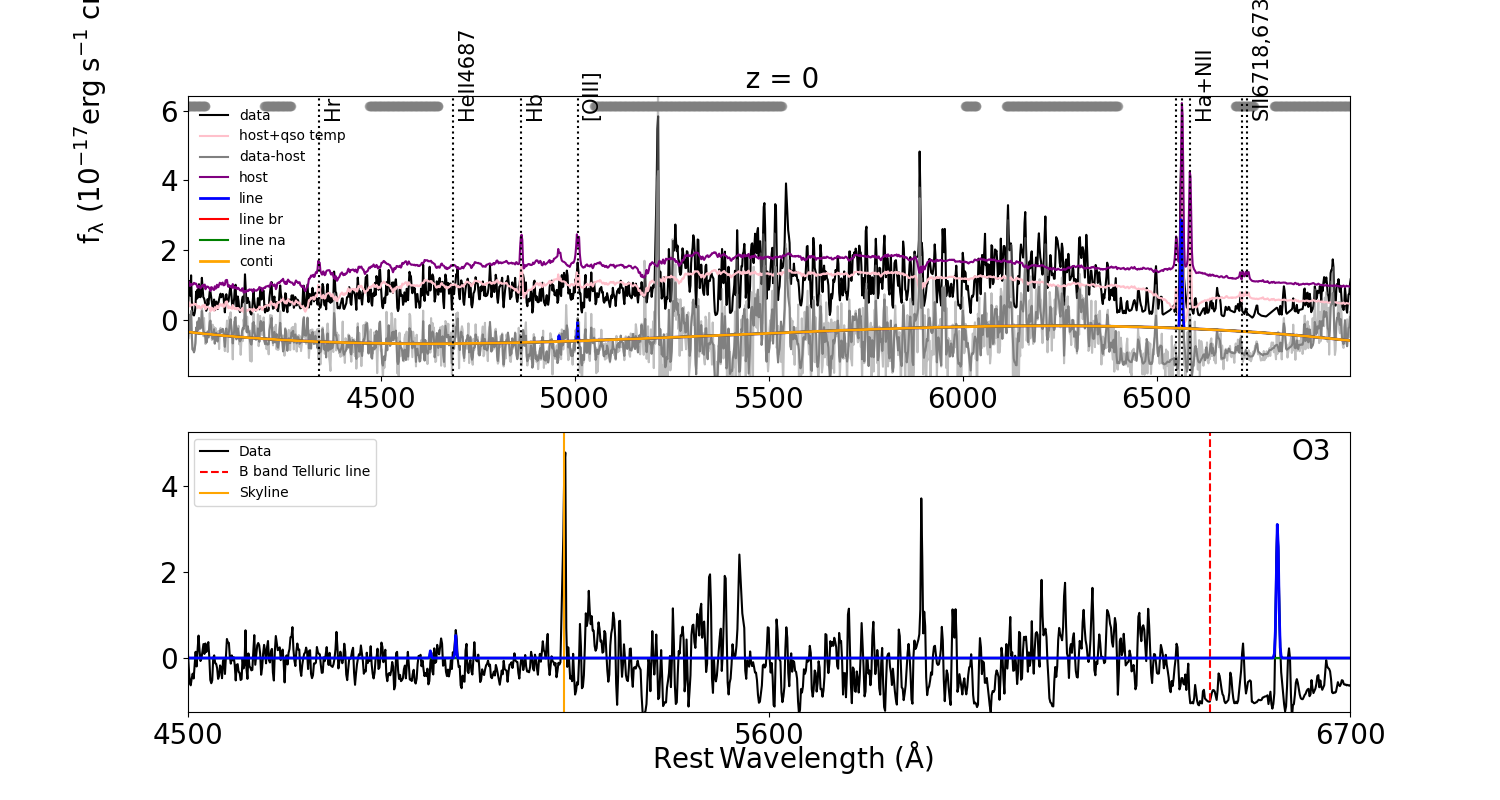 z = 0
f_λ (10^{-17} erg s^{-1}
Hr
HeII4687
Hb
[OIII]
Ha+NII
SII6718,673
data
host+qso temp
data-host
host
line
line br
line na
conti
6
4
2
0
4500 5000 5500 6000 6500
O3
Data
B band Telluric line
Skyline
4
2
0
4500 5600 6700
Rest Wavelength (Å)